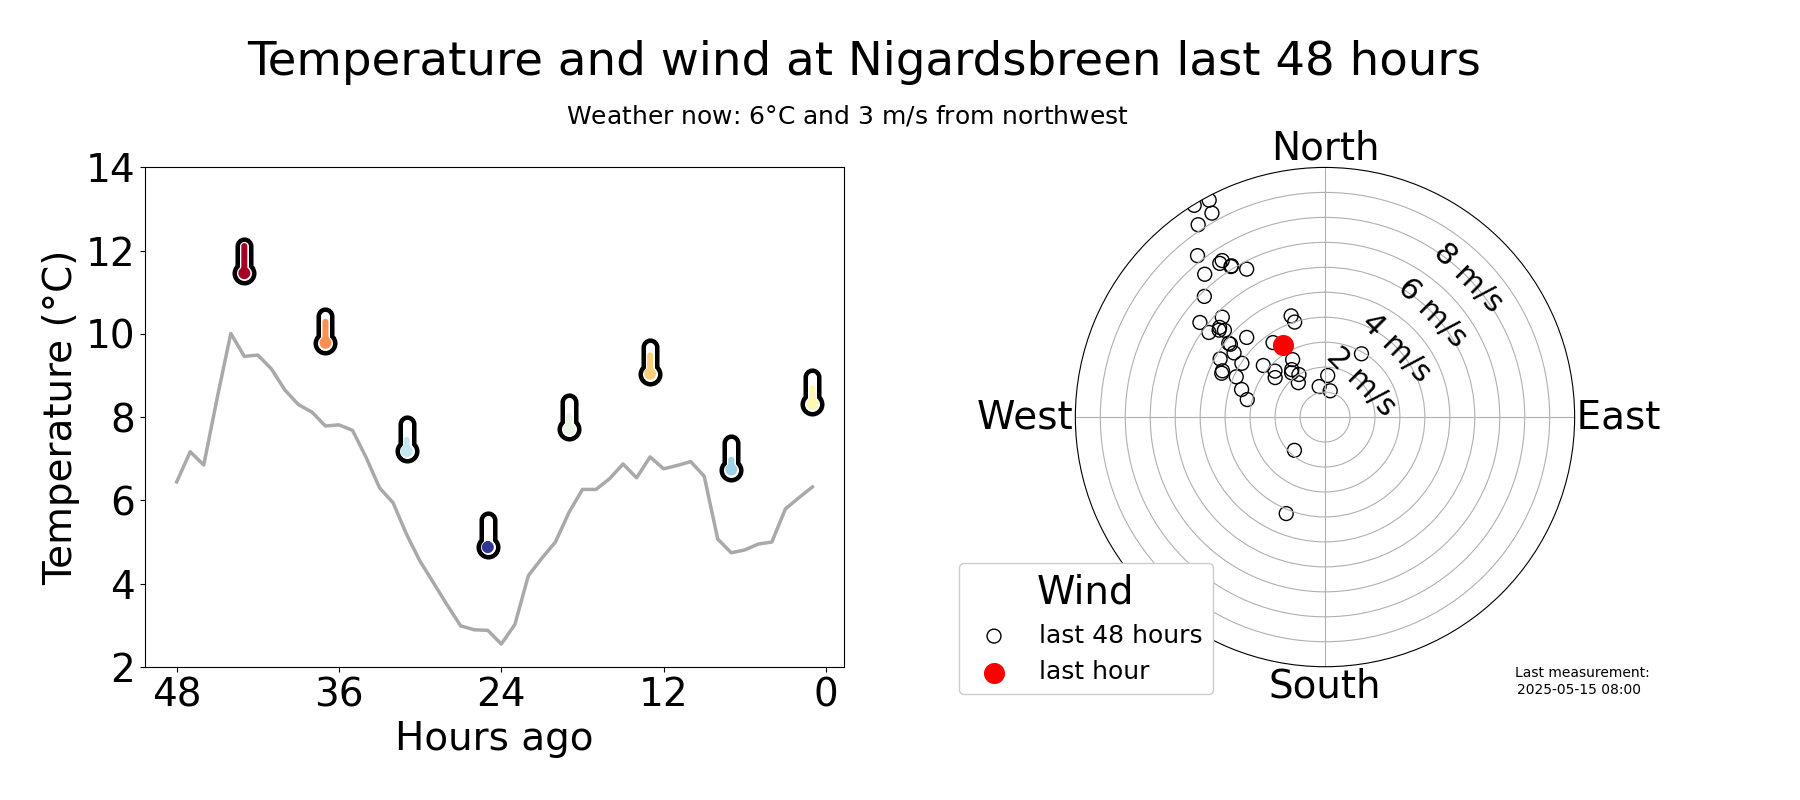 Temperature and wind at Nigardsbreen last 48 hours
Weather now: 6°C and 3 m/s from northwest
14
12
10
8
6
4
2
Temperature (°C)
48 36 24 12 0
Hours ago
North
West
East
South
8 m/s
6 m/s
4 m/s
2 m/s
Wind
last 48 hours
last hour
Last measurement:
2025-05-15 08:00